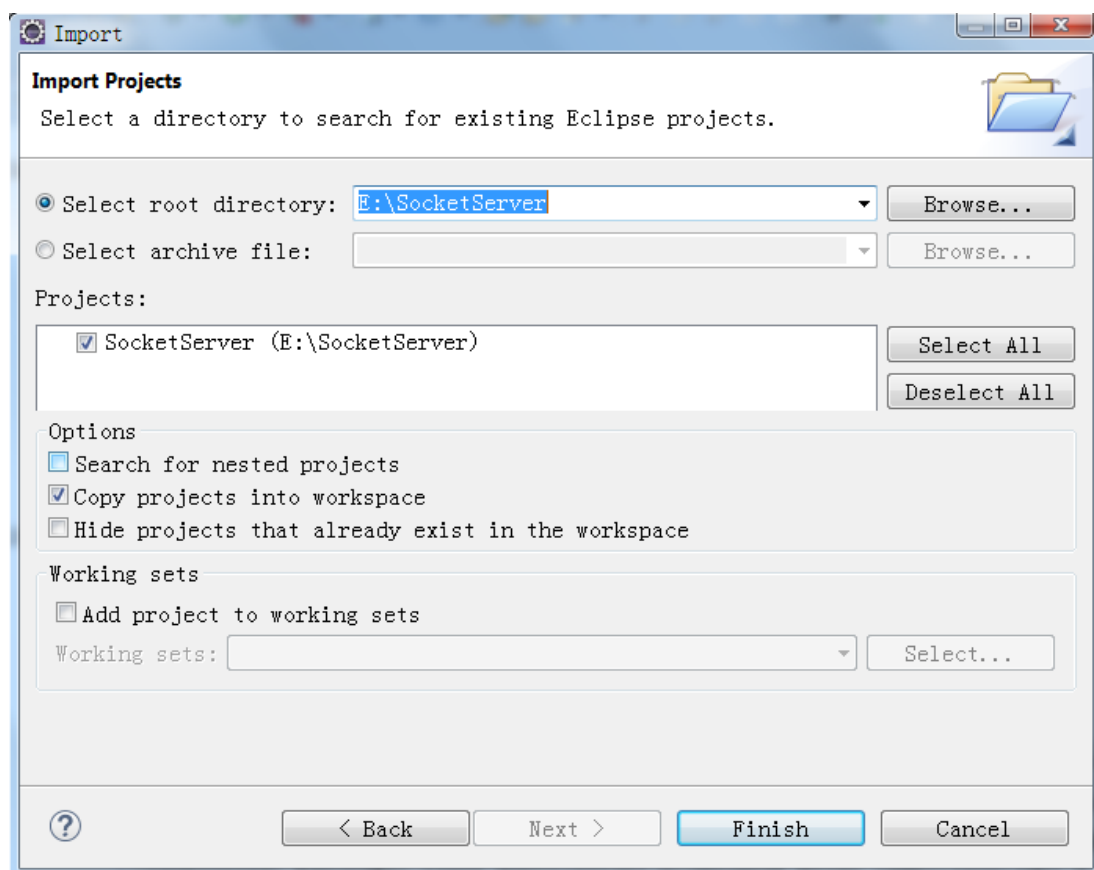 Import
Import Projects
Select a directory to search for existing Eclipse projects.
Select root directory: E:\SocketServer Browse...
Select archive file: Browse...
Projects:
SocketServer (E:\SocketServer)
Select All
Deselect All
Options
Search for nested projects
Copy projects into workspace
Hide projects that already exist in the workspace
Working sets
Add project to working sets
Working sets: Select...
? < Back Next > Finish Cancel